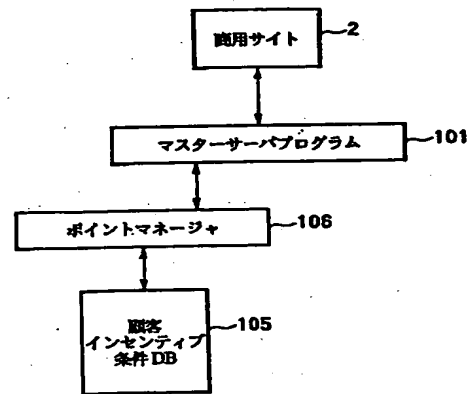 商用サイト
2
マスターサーバプログラム
101
ポイントマネージャ
106
顧客
インセンティブ
条件DB
105